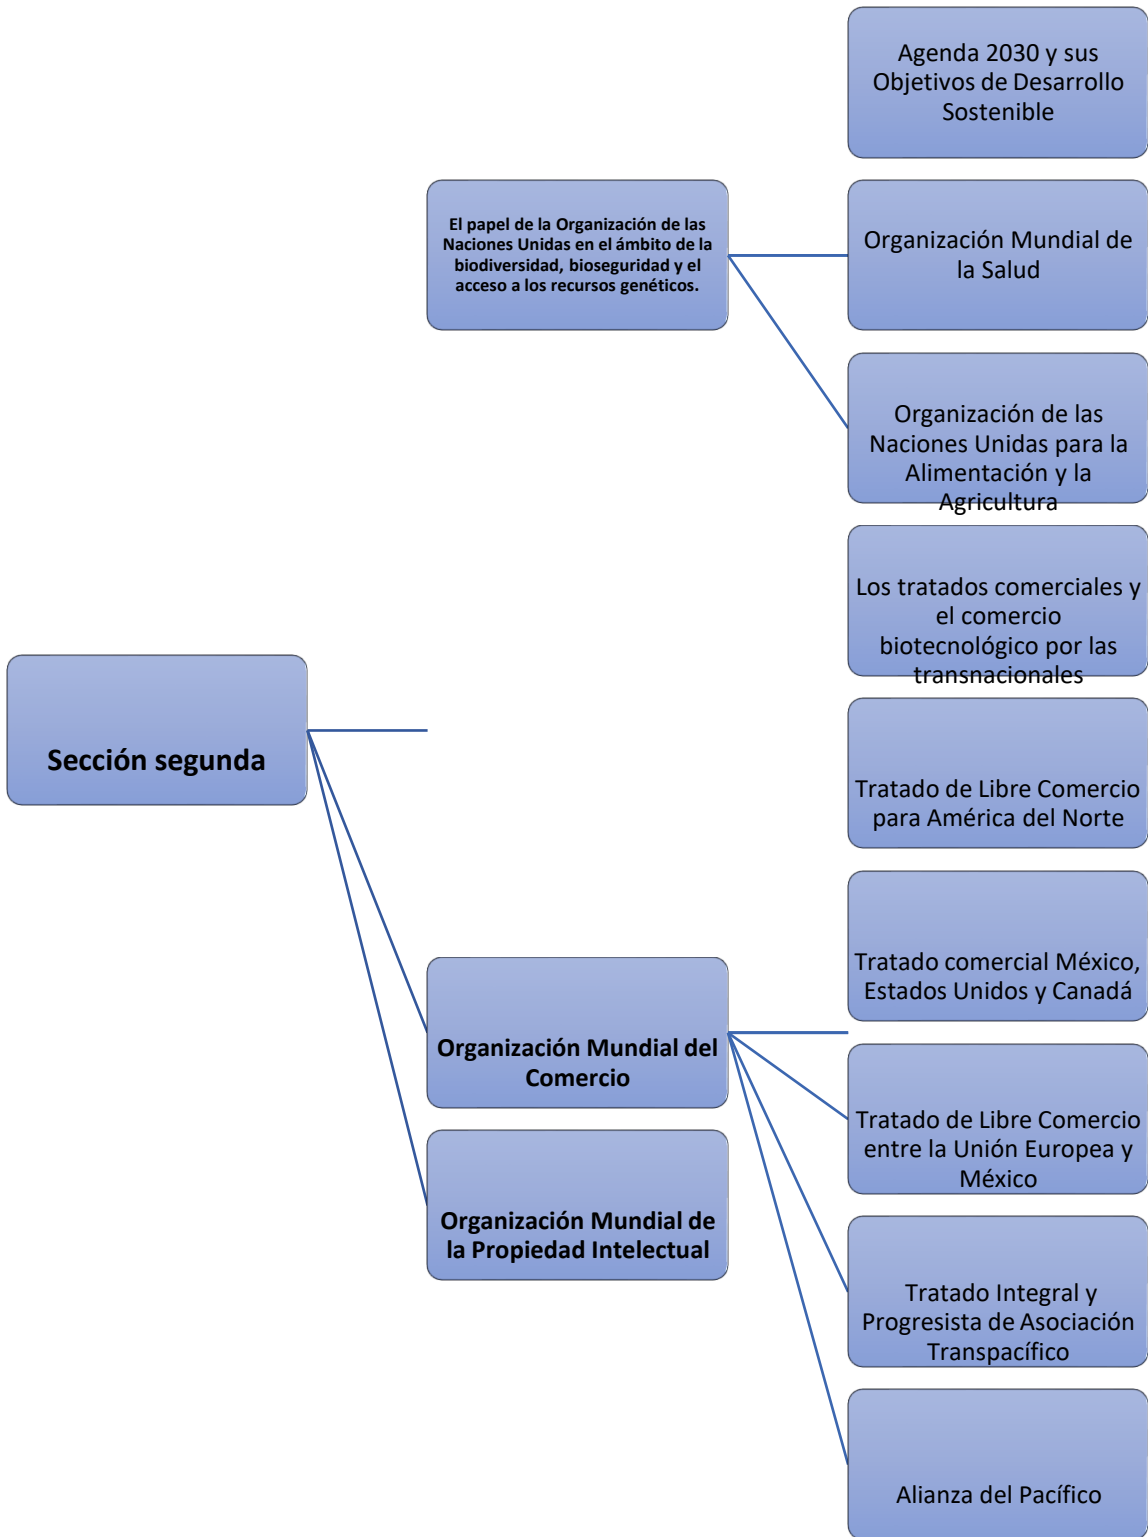 Agenda 2030 y sus
Objetivos de Desarrollo
Sostenible
El papel de la Organización de las
Naciones Unidas en el ámbito de la
biodiversidad, bioseguridad y el
acceso a los recursos genéticos.
Organización Mundial de
la Salud
Organización de las
Naciones Unidas para la
Alimentación y la
Agricultura
Los tratados comerciales y
el comercio
biotecnológico por las
transnacionales
Sección segunda
Tratado de Libre Comercio
para América del Norte
Tratado comercial México,
Estados Unidos y Canadá
Organización Mundial del
Comercio
Tratado de Libre Comercio
entre la Unión Europea y
México
Organización Mundial de
la Propiedad Intelectual
Tratado Integral y
Progresista de Asociación
Transpacífico
Alianza del Pacífico